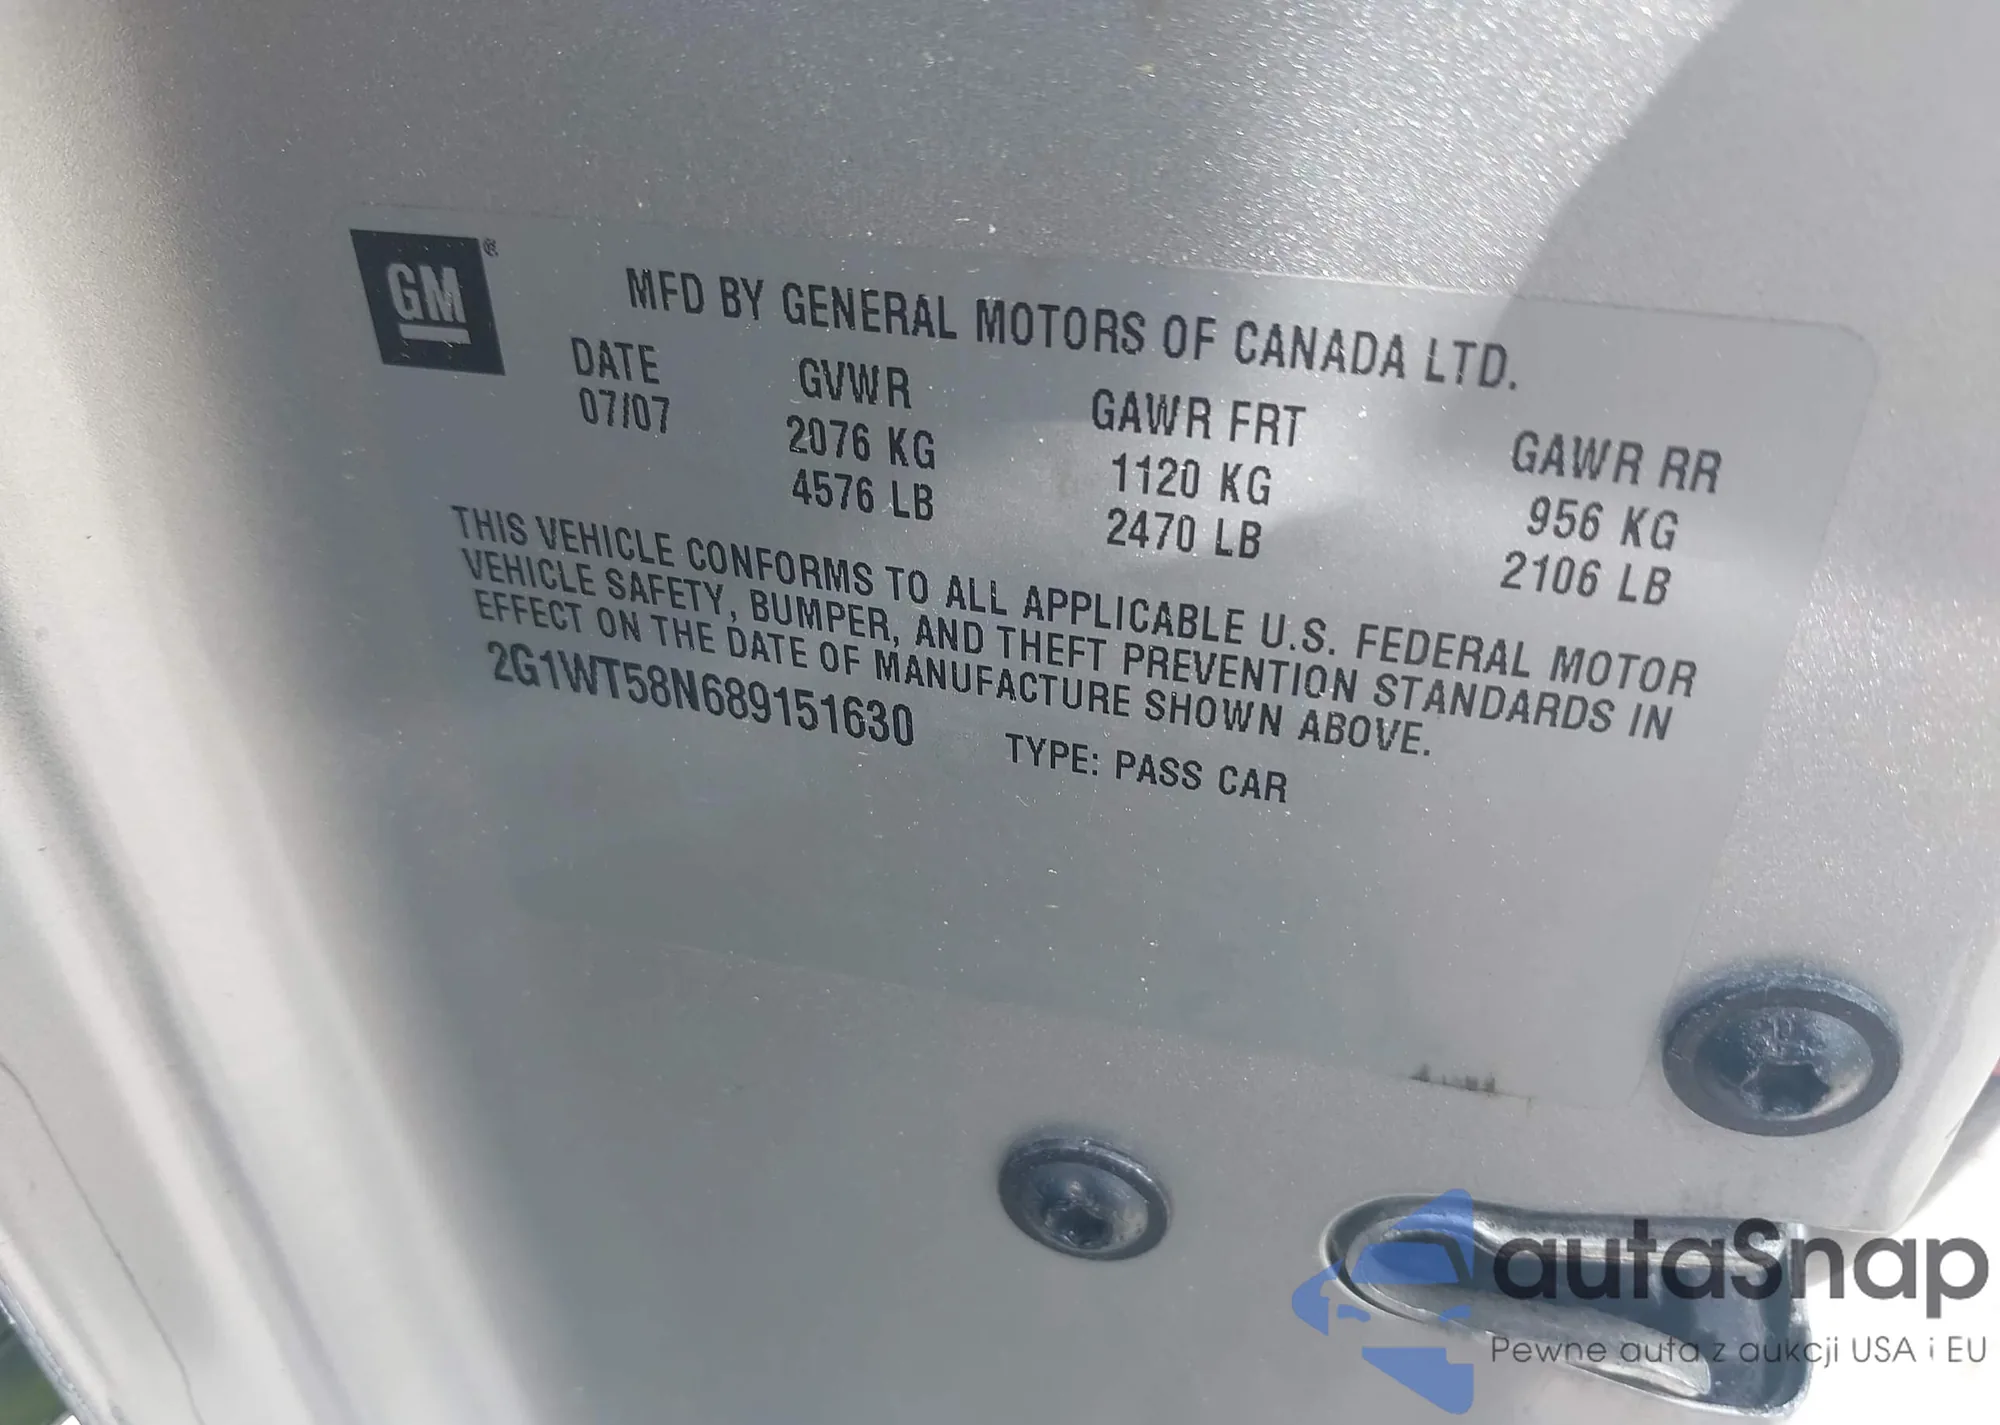 GM®
MFD BY GENERAL MOTORS OF CANADA LTD.
DATE GVWR GAWR FRT GAWR RR
07/07 2076 KG 1120 KG 956 KG
4576 LB 2470 LB 2106 LB
THIS VEHICLE CONFORMS TO ALL APPLICABLE U.S. FEDERAL MOTOR
VEHICLE SAFETY, BUMPER, AND THEFT PREVENTION STANDARDS IN
EFFECT ON THE DATE OF MANUFACTURE SHOWN ABOVE.
2G1WT58N689151630 TYPE: PASS CAR
autaSnap
Pewne auta z aukcji USA i EU